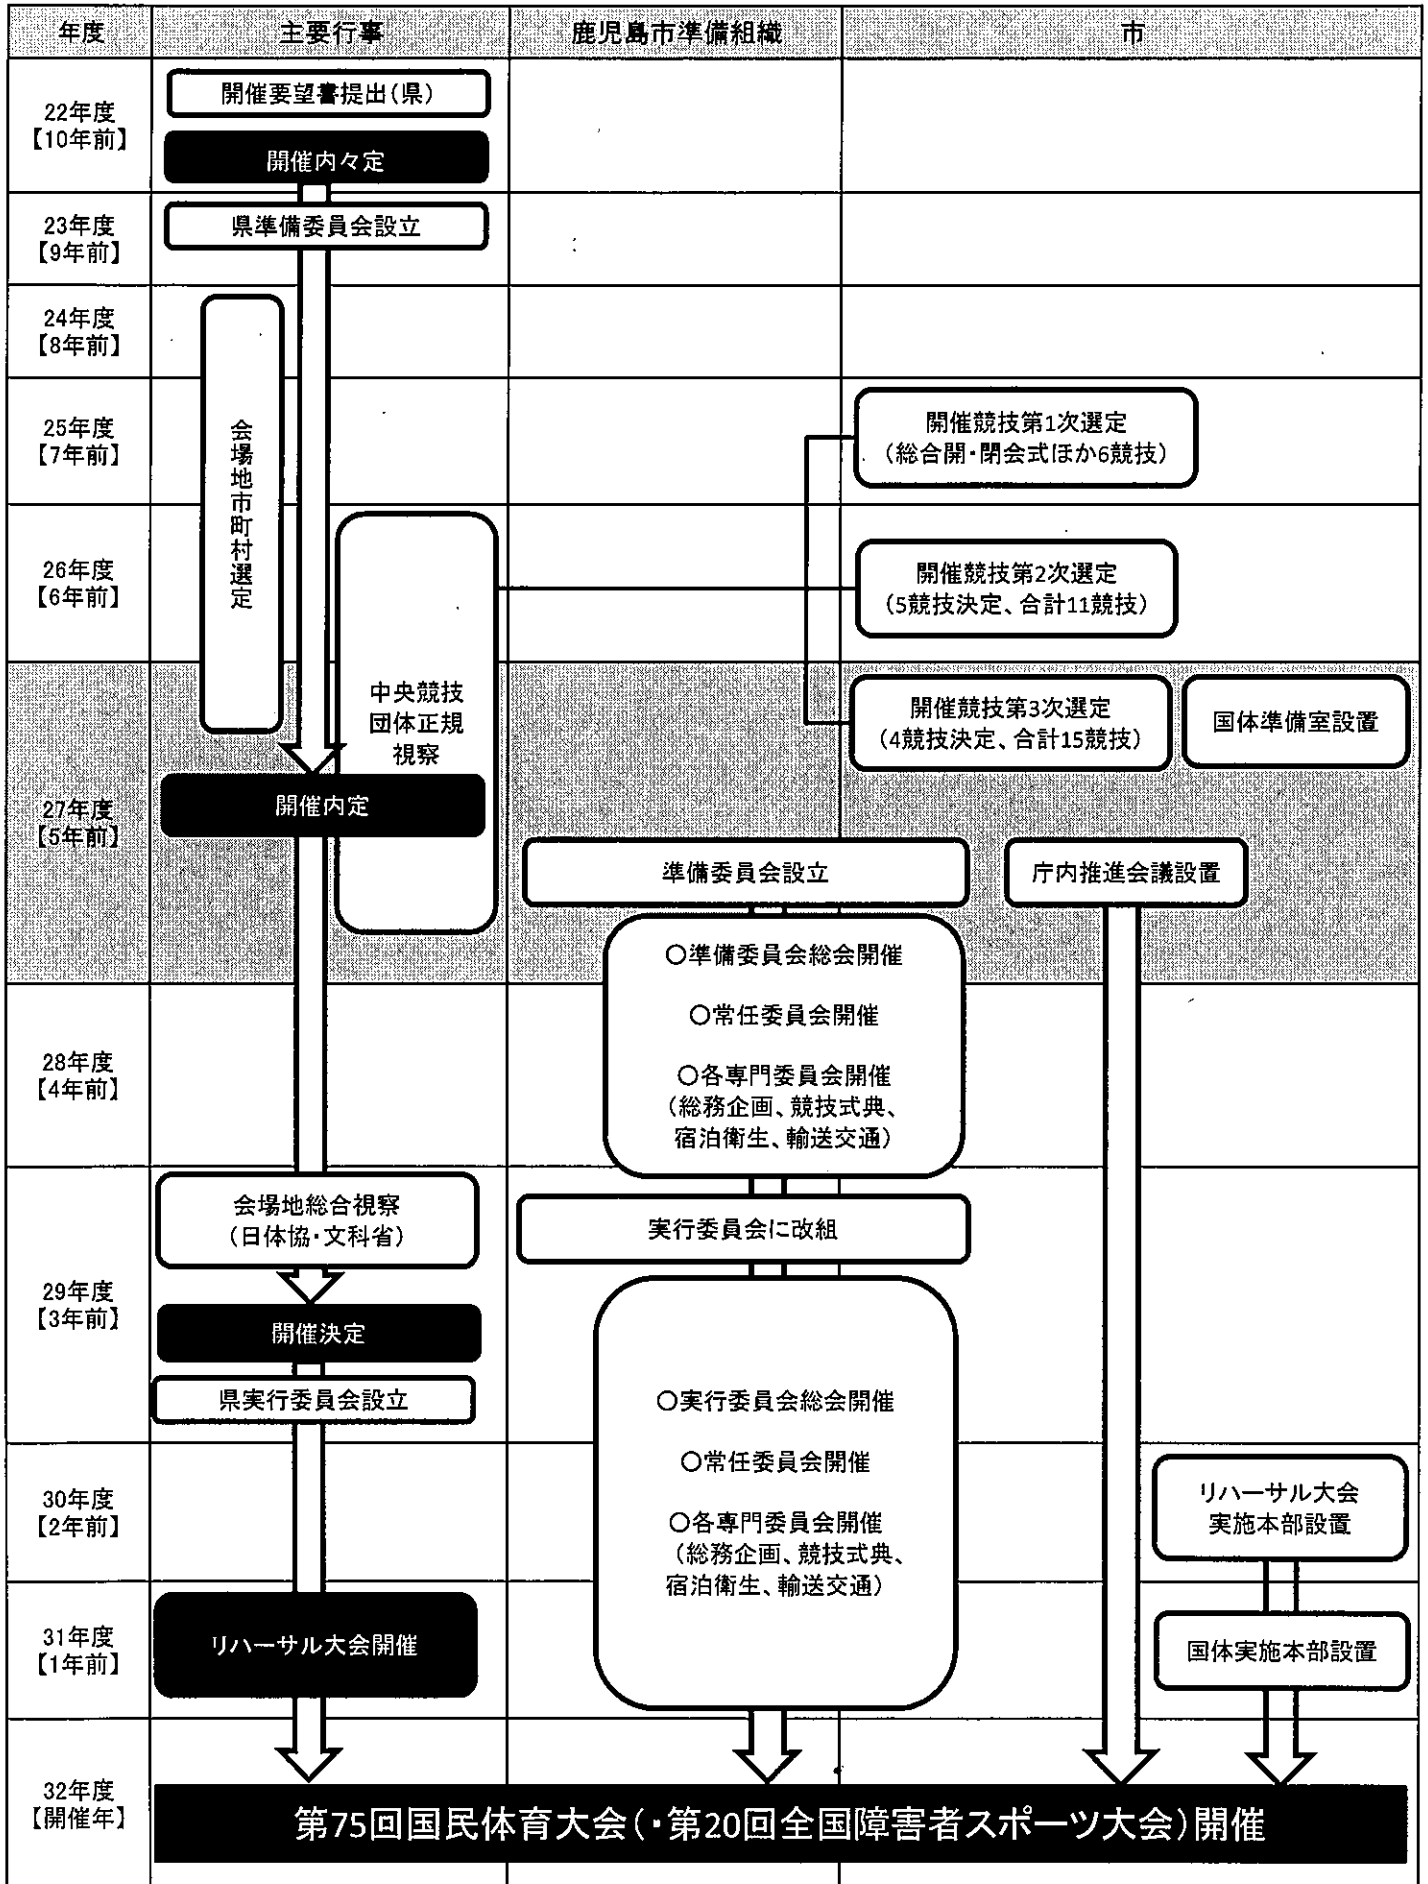 年度
主要行事
鹿児島市準備組織
市
22年度
【10年前】
開催要望書提出(県)
開催内々定
23年度
【9年前】
県準備委員会設立
24年度
【8年前】
会場地市町村選定
25年度
【7年前】
開催競技第1次選定
(総合開・閉会式ほか6競技)
26年度
【6年前】
開催競技第2次選定
(5競技決定、合計11競技)
中央競技
団体正規
視察
27年度
【5年前】
開催競技第3次選定
(4競技決定、合計15競技)
国体準備室設置
開催内定
準備委員会設立
庁内推進会議設置
○準備委員会総会開催
○常任委員会開催
○各専門委員会開催
(総務企画、競技式典、
宿泊衛生、輸送交通)
28年度
【4年前】
29年度
【3年前】
会場地総合視察
(日体協・文科省)
実行委員会に改組
開催決定
県実行委員会設立
○実行委員会総会開催
○常任委員会開催
○各専門委員会開催
(総務企画、競技式典、
宿泊衛生、輸送交通)
30年度
【2年前】
リハーサル大会
実施本部設置
31年度
【1年前】
リハーサル大会開催
国体実施本部設置
32年度
【開催年】
第75回国民体育大会(・第20回全国障害者スポーツ大会)開催